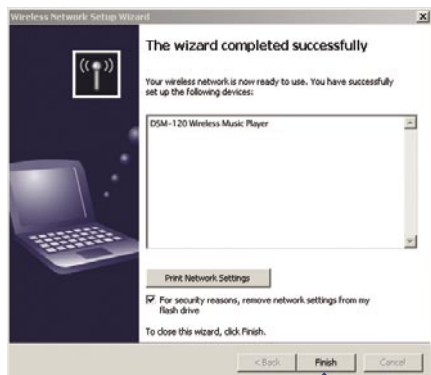 Wireless Network Setup Wizard
The wizard completed successfully
Your wireless network is now ready to use. You have successfully
set up the following devices:
DSM-120 Wireless Music Player
Print Network Settings
For security reasons, remove network settings from my
flash drive
To close this wizard, click Finish.
< Back
Finish
Cancel